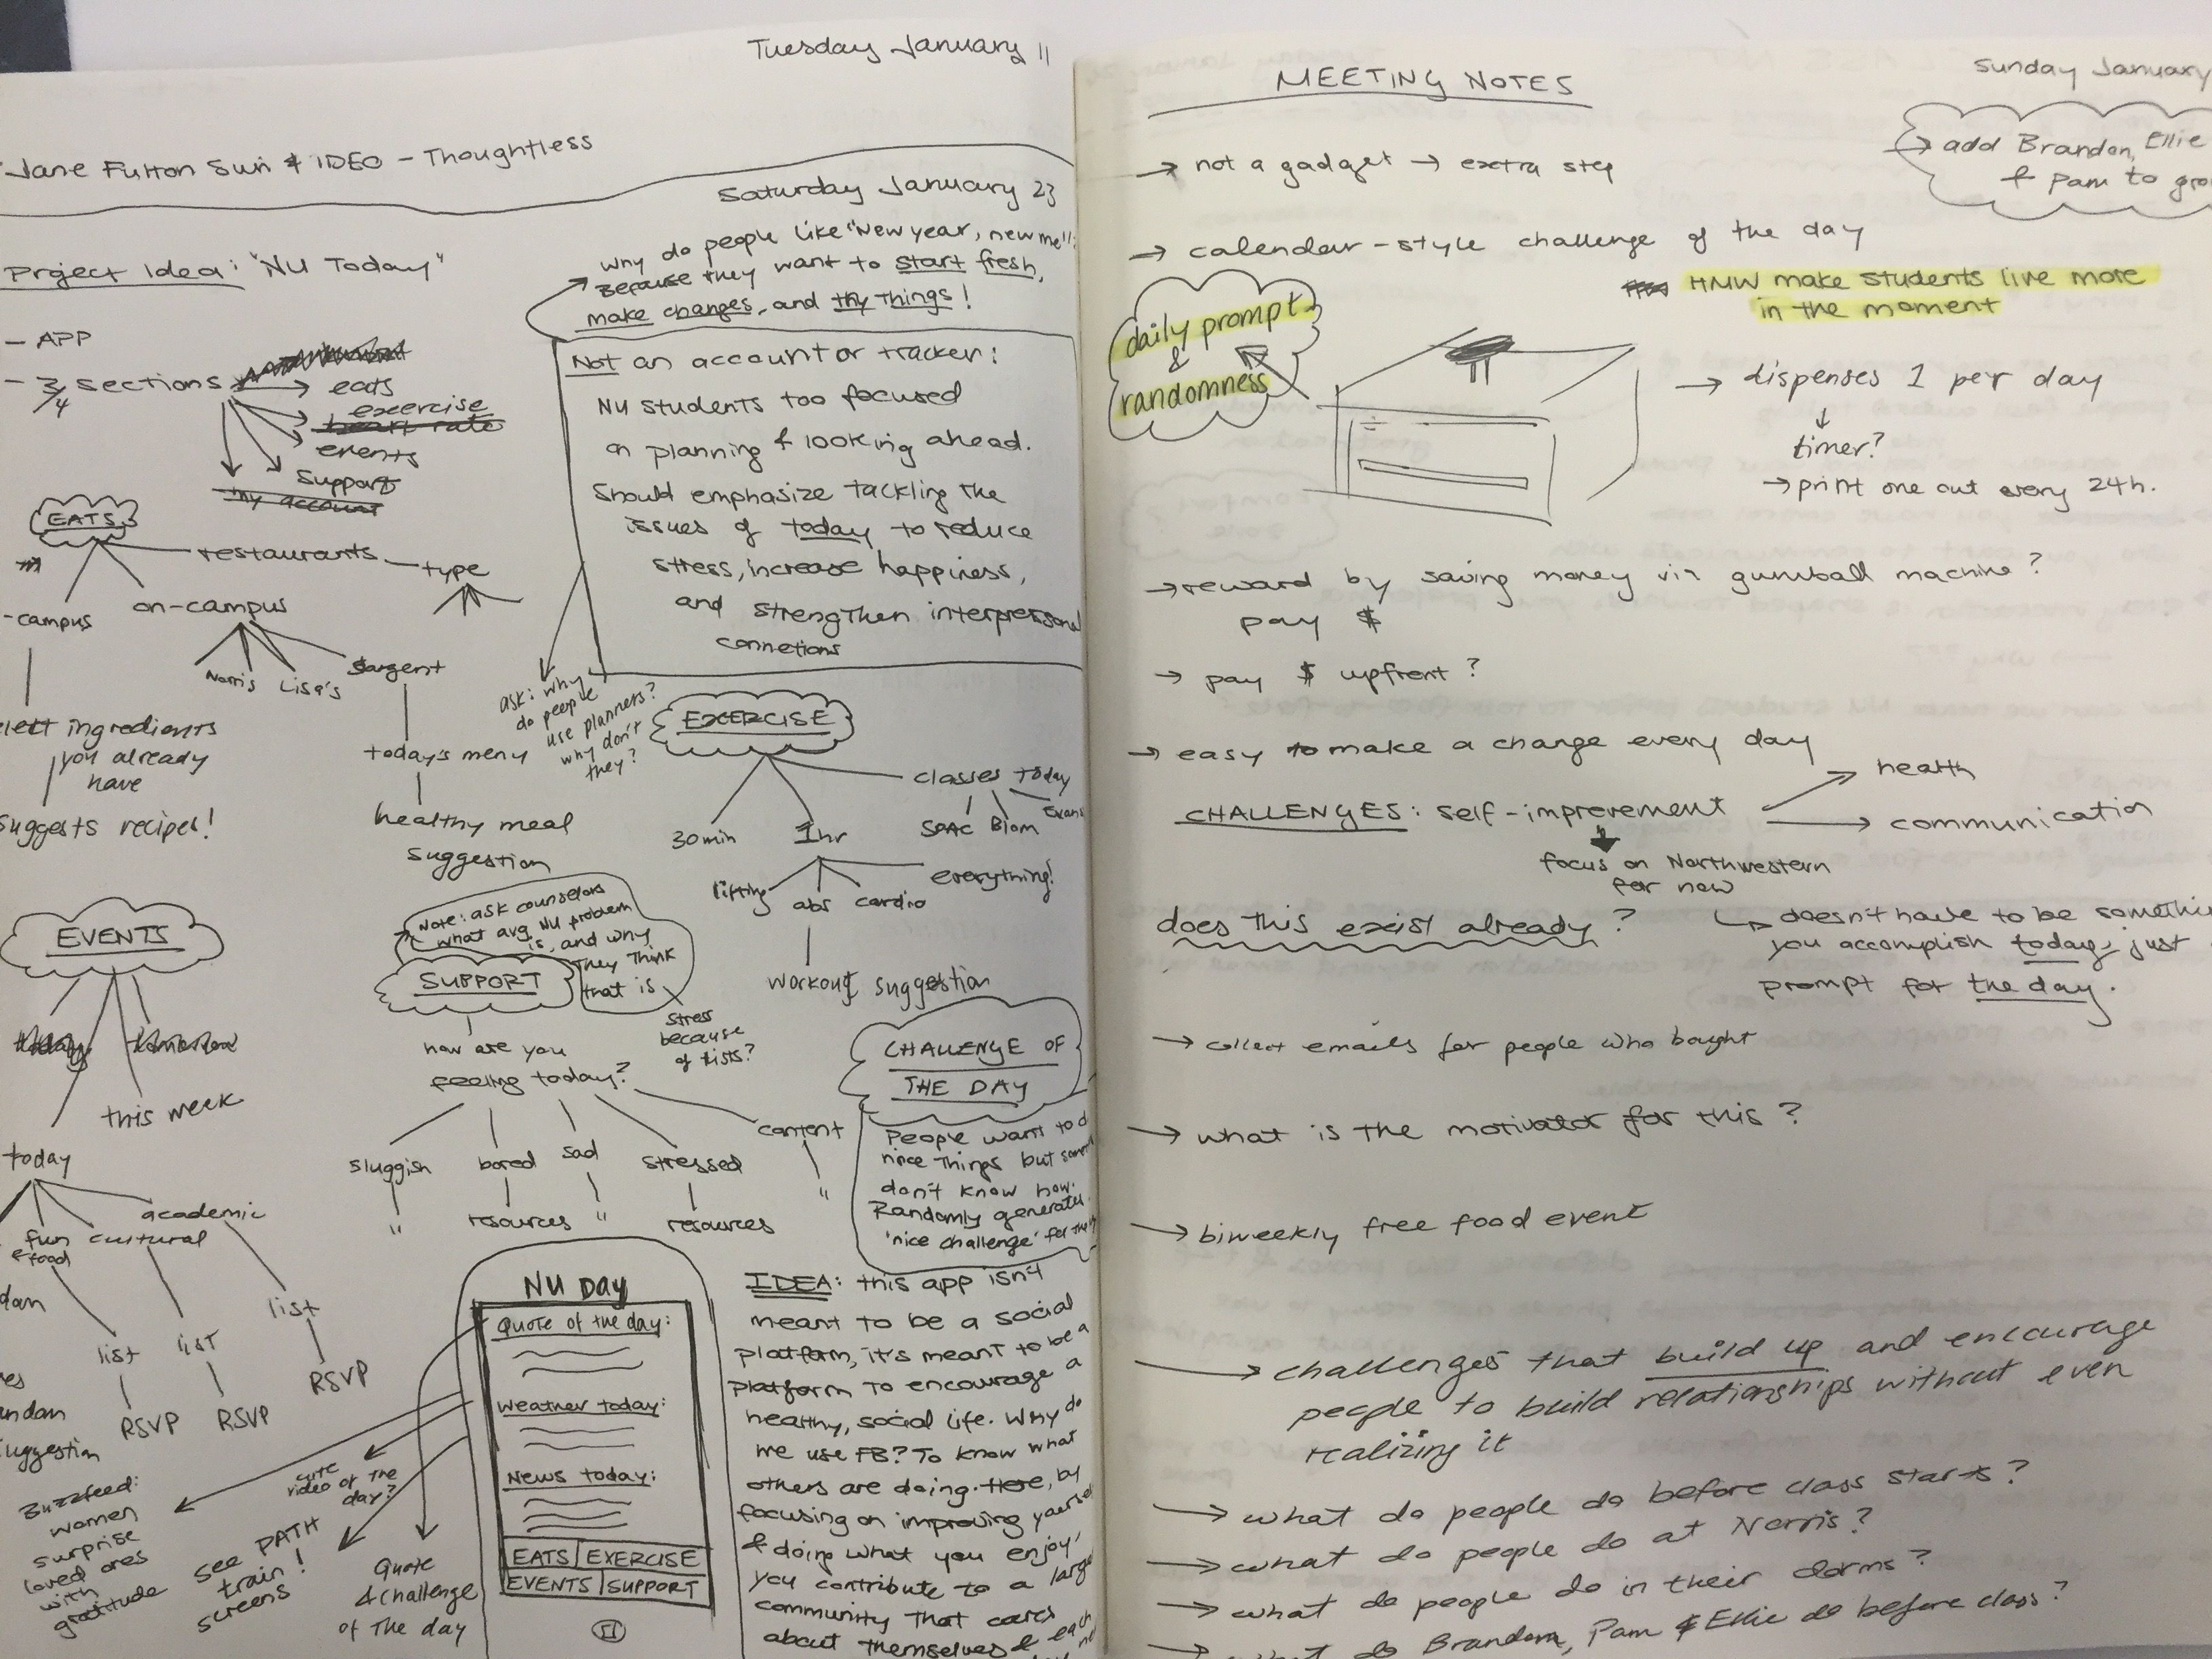 Tuesday January 11
Jane Fulton Suri & IDEO - Thoughtless
Saturday January 23
Project Idea: "NU Today"
why do people like "New year, new me"?
Because they want to start fresh,
make changes, and try things!
- APP
- 3/4 sections
eats
exercise
heart rate
events
support
my account
Not an account or tracker:
NU students too focused
on planning & looking ahead.
Should emphasize tackling the
issues of today to reduce
stress, increase happiness,
and strengthen interpersonal
connetions
ask: why
do people
use planners?
why don't
they?
EATS
restaurants
type
-campus
on-campus
Norris
Lisa's
Sargent
ingredients
you already
have
suggests recipes!
today's menu
healthy meal
suggestion
EXERCISE
30min
1hr
classes today
SPAC
Blom
Evans
lifting
abs
cardio
everything!
workout suggestion
EVENTS
today
tomorrow
this week
today
fun
& food
cultural
academic
list
list
list
RSVP
RSVP
RSVP
Note: ask counselors
what avg NU problem
is, and why
they think
that is
stress
because
of lists?
SUPPORT
how are you
feeling today?
sluggish
bored
sad
stressed
content
"
resources
"
resources
"
CHALLENGE OF
THE DAY
People want to d
nice things but
don't know how.
Randomly generated
'nice challenge' for the
NU Day
Quote of the day:
Weather today:
News today:
EATS EXERCISE
EVENTS SUPPORT
suggestion
Buzzfeed:
women
surprise
loved ones
with
gratitude
cute
video of the
day?
see PATH
train!
screens
Quote
& challenge
of the day
IDEA: this app isn't
meant to be a social
platform, it's meant to be a
platform to encourage a
healthy, social life. Why do
we use FB? To know what
others are doing. Here, by
focusing on improving yourself
& doing what you enjoy,
you contribute to a large
community that cares
about themselves & each
MEETING NOTES
Sunday January
→ add Brandon, Ellie
& Pam to gro
→ not a gadget → extra step
→ calendar-style challenge of the day
HMW make students live more
in the moment
daily prompt
&
randomness
→ dispenses 1 per day
↓
timer?
→ print one out every 24h.
→ reward by saving money via gumball machine?
pay $
→ pay $ upfront?
→ easy to make a change every day
CHALLENGES: self-improvement
health
communication
focus on Northwestern
for now
does this exist already?
doesn't have to be somethi
you accomplish today, just
prompt for the day.
→ collect emails for people who bought
→ what is the motivator for this?
→ biweekly free food event
→ challenges that build up and encourage
people to build relationships without even
realizing it
→ what do people do before class starts?
→ what do people do at Norris?
→ what do people do in their dorms?
→ what do Brandon, Pam & Ellie do before class?